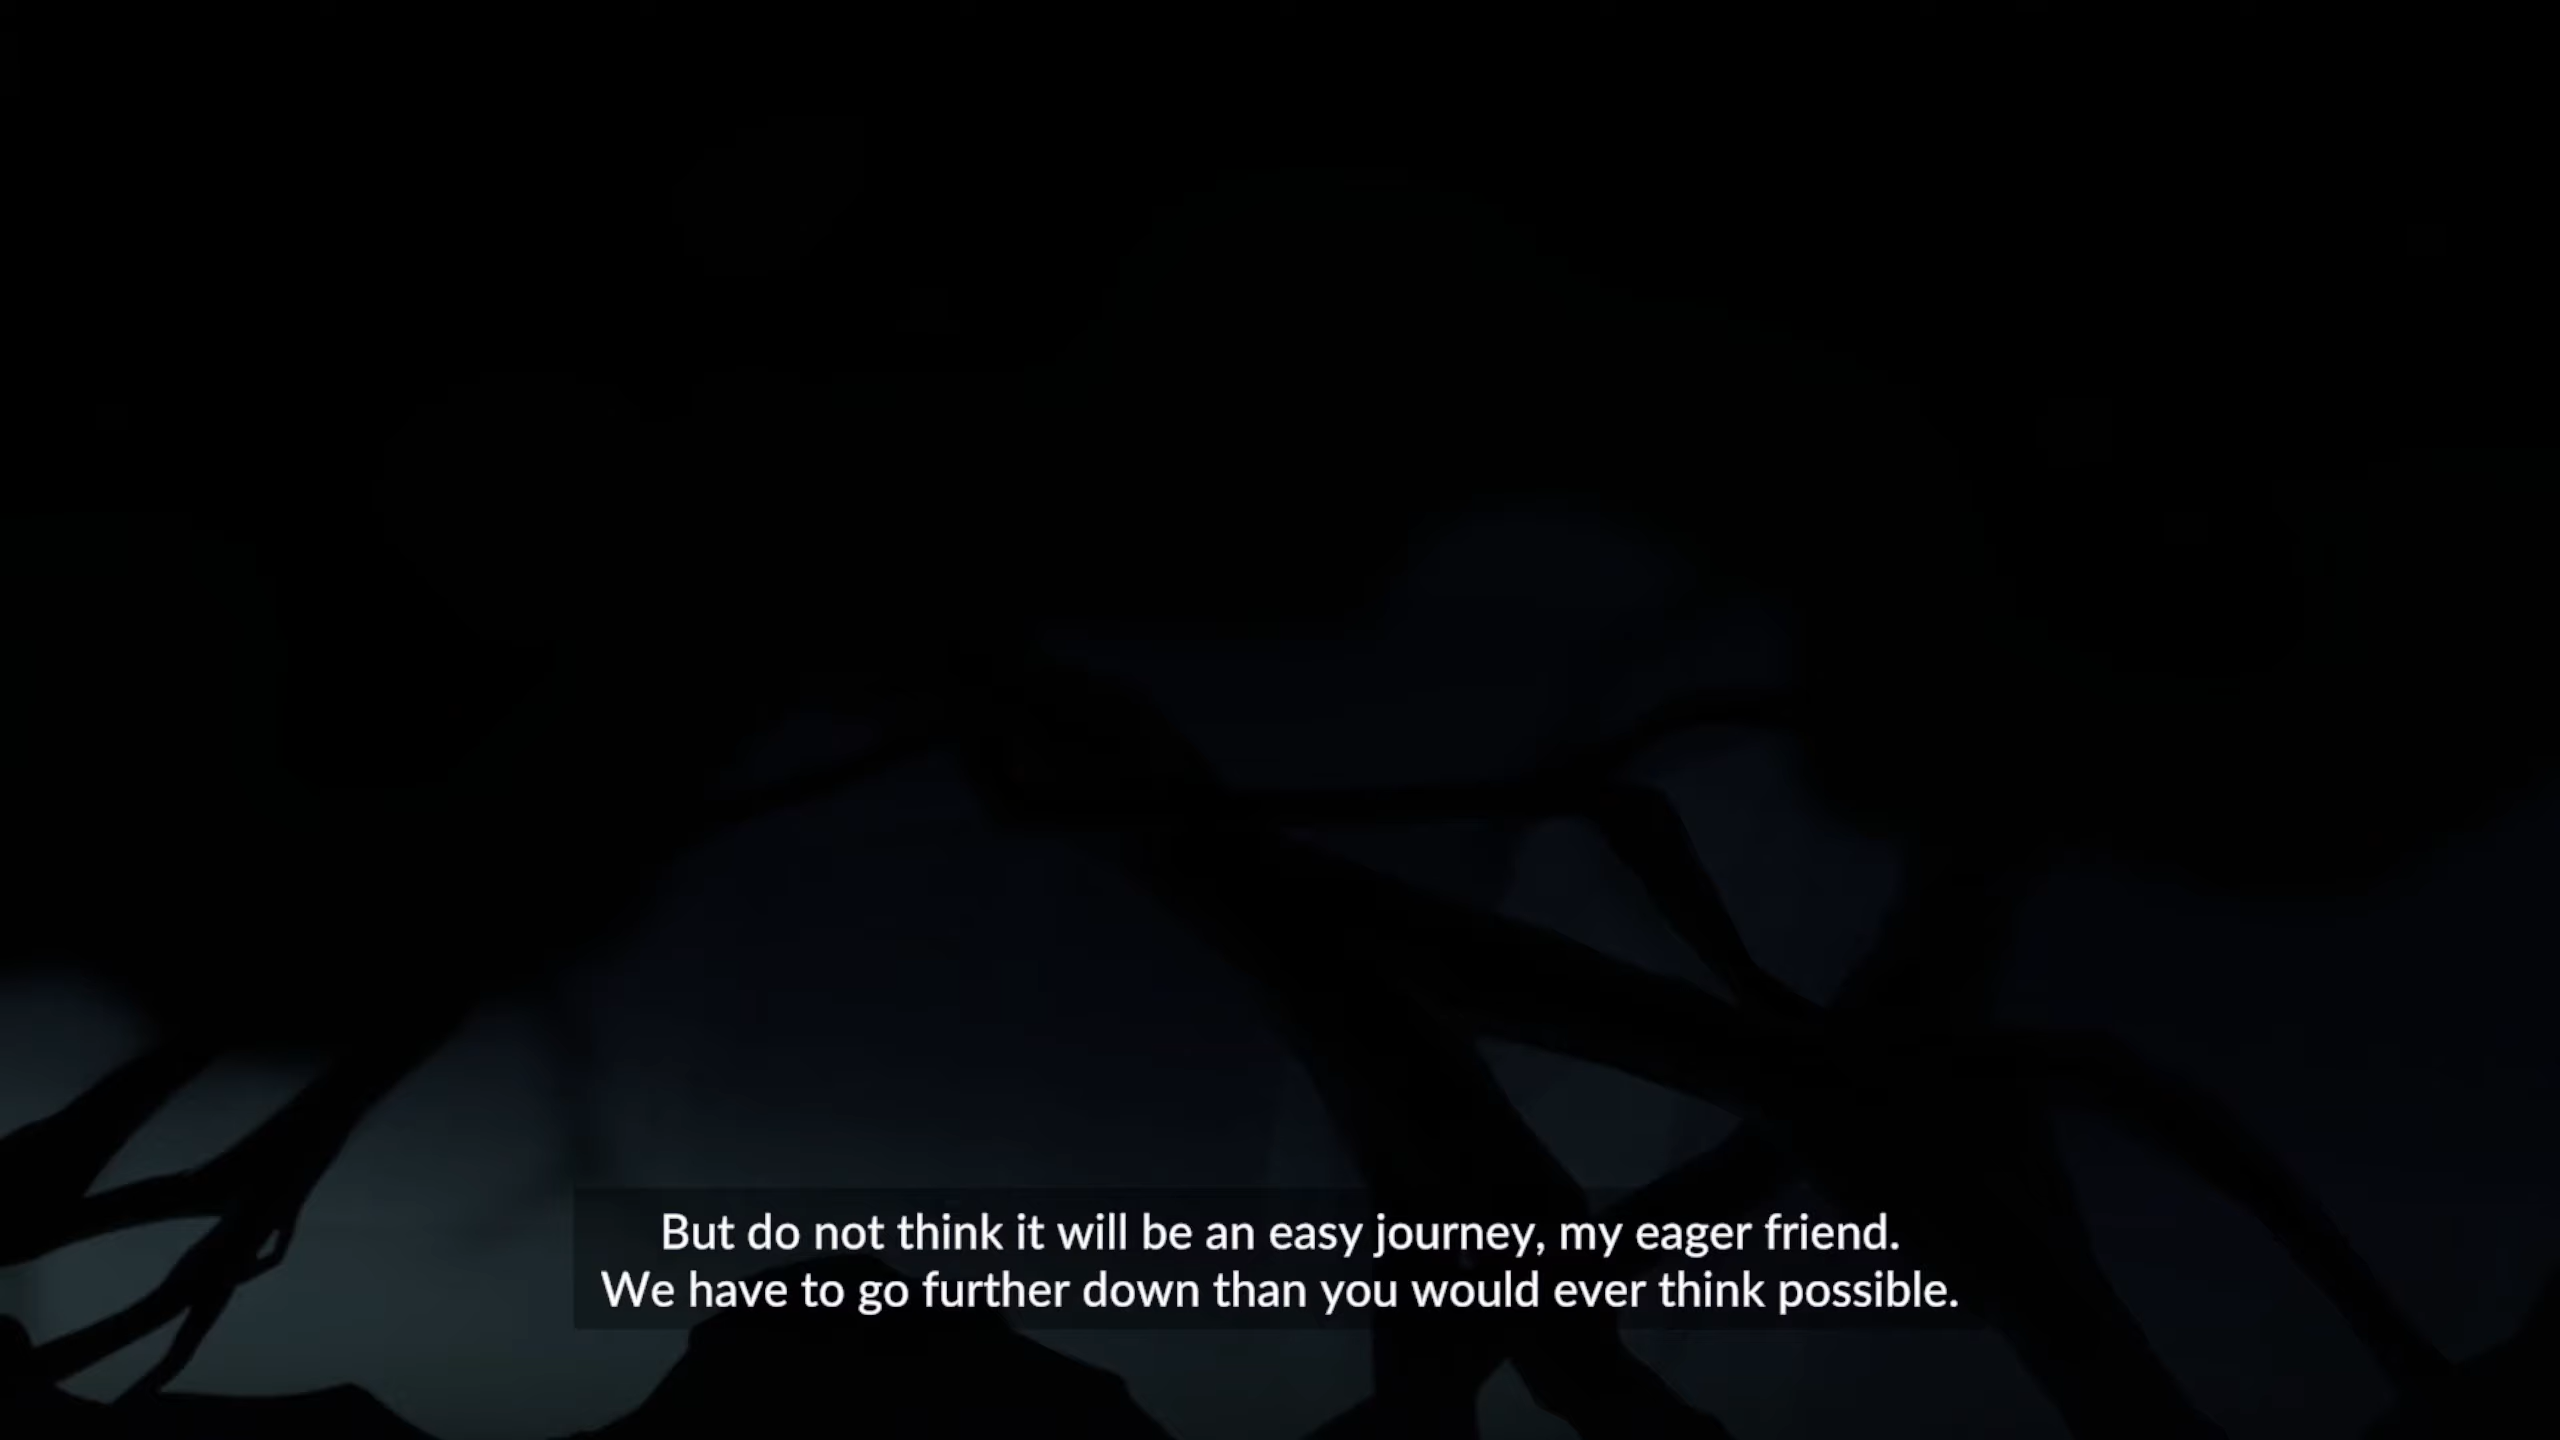 But do not think it will be an easy journey, my eager friend.
We have to go further down than you would ever think possible.